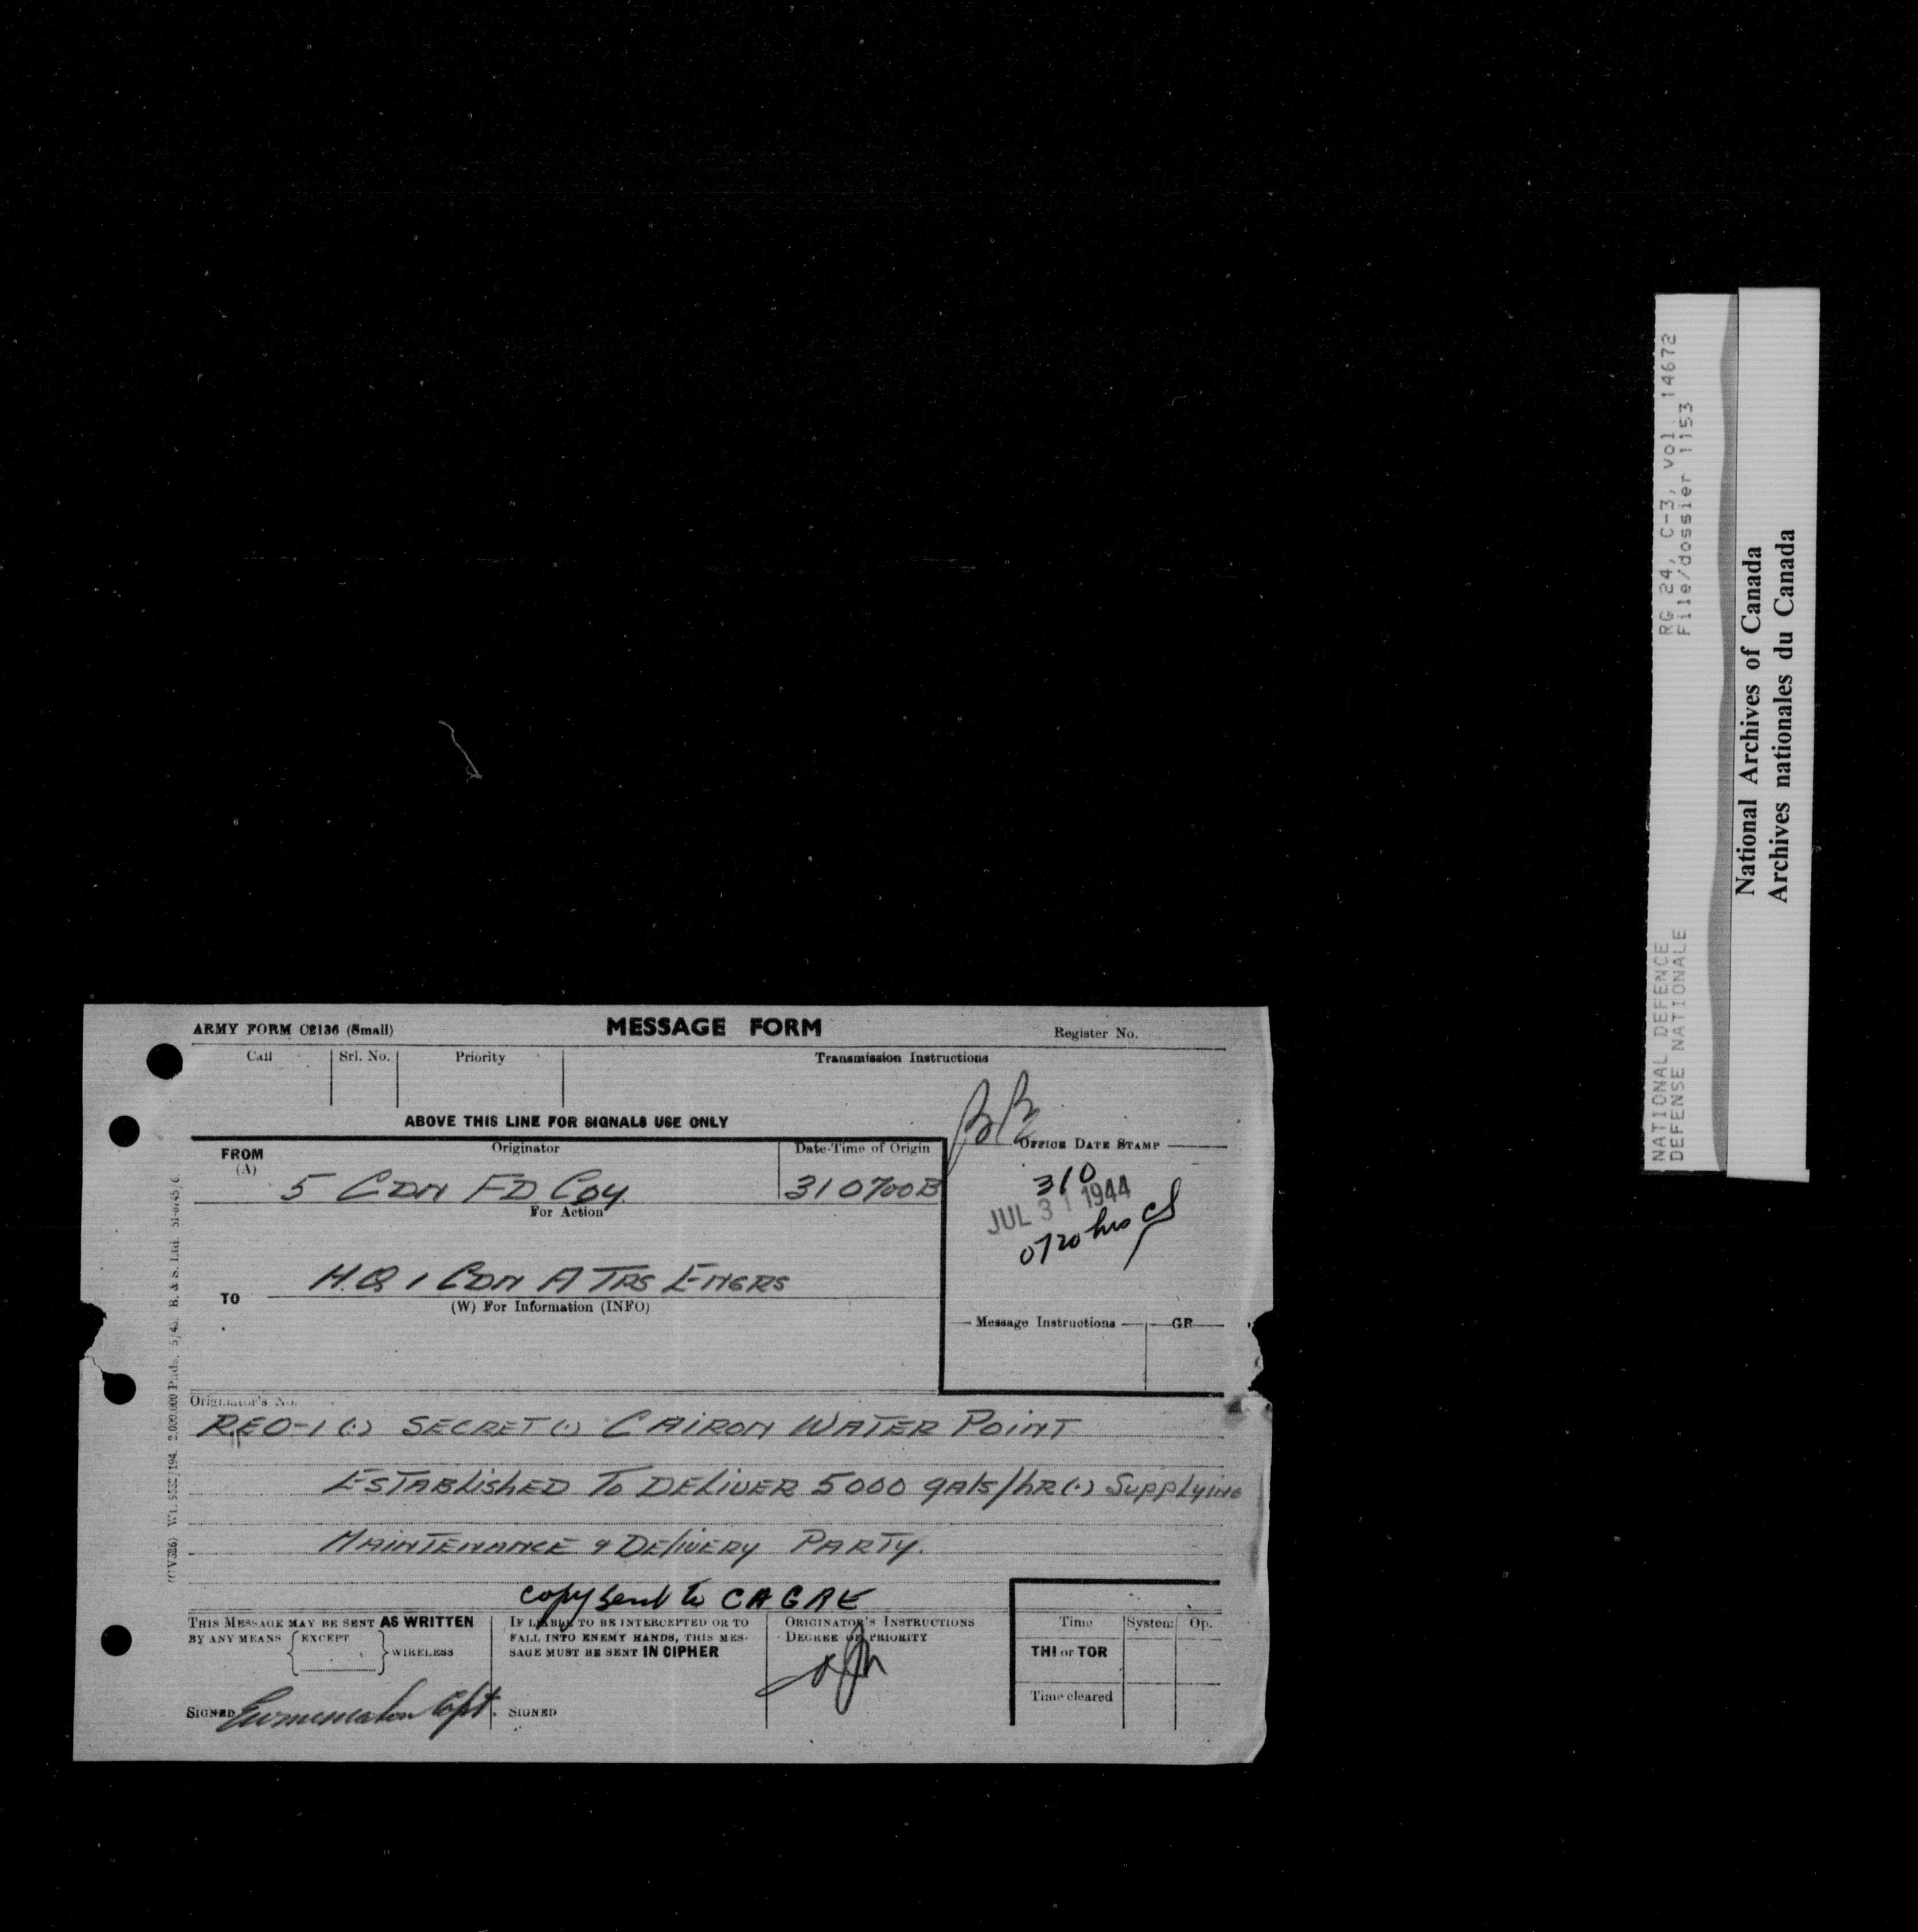 ARMY FORM C2136 (Small)
MESSAGE FORM
Register No.
Call
Srl. No.
Priority
Transmission Instructions
ABOVE THIS LINE FOR SIGNALS USE ONLY
FROM
(A)
Originator
Date-Time of Origin
OFFICE DATE STAMP
5 CDN FD COY
310700B
310
JUL 31 1944
0720 hrs
For Action
TO
H.Q 1 CDN A TRS ENGRS
(W) For Information (INFO)
Message Instructions
GR
Originator's No.
REO-1 (.) SECRET (.) CAIRON WATER POINT
ESTABLISHED TO DELIVER 5000 gals/hR (.) Supplying
MAINTENANCE & DELIVERY PARTY.
copy sent to CAGRE
THIS MESSAGE MAY BE SENT AS WRITTEN
BY ANY MEANS { EXCEPT } WIRELESS
SIGNED
Capt.
IF LIABLE TO BE INTERCEPTED OR TO
FALL INTO ENEMY HANDS, THIS MES-
SAGE MUST BE SENT IN CIPHER
SIGNED
ORIGINATOR'S INSTRUCTIONS
DEGREE OF PRIORITY
Time
System
Op.
THI or TOR
Time cleared
NATIONAL DEFENCE RG 24, C-3, vol. 14672
DEFENSE NATIONALE File/dossier 1153
National Archives of Canada
Archives nationales du Canada